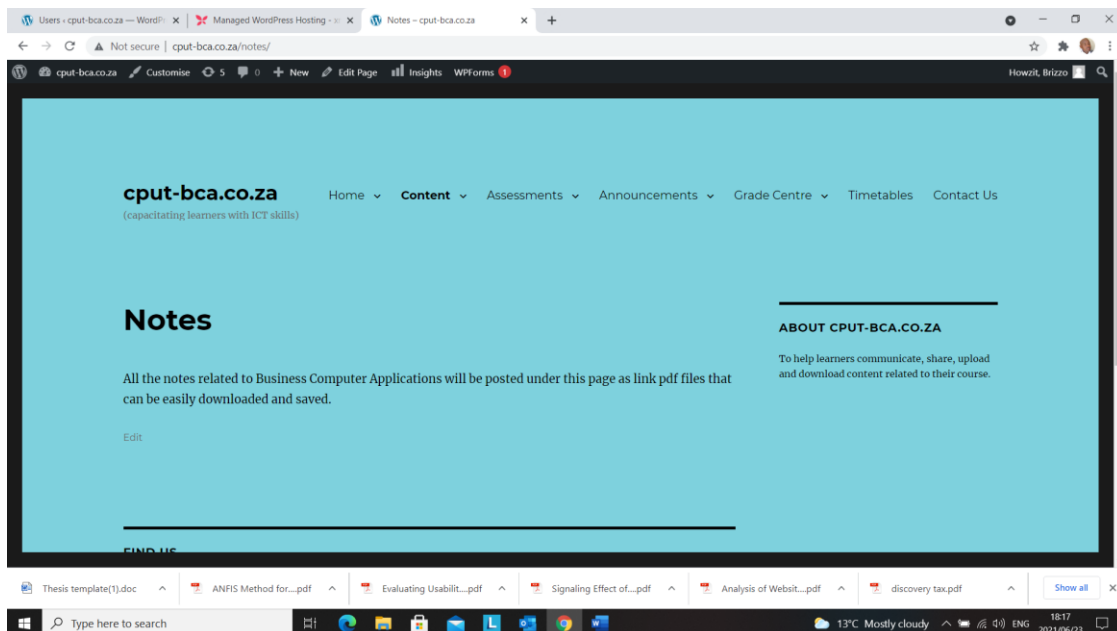 Users ‹ cput-bca.co.za — WordPr
Managed WordPress Hosting - x
Notes – cput-bca.co.za
Not secure | cput-bca.co.za/notes/
cput-bca.co.za Customise 5 0 + New Edit Page Insights WPForms 1 Howzit, Brizzo
cput-bca.co.za
(capacitating learners with ICT skills)
Home Content Assessments Announcements Grade Centre Timetables Contact Us
Notes
All the notes related to Business Computer Applications will be posted under this page as link pdf files that
can be easily downloaded and saved.
Edit
ABOUT CPUT-BCA.CO.ZA
To help learners communicate, share, upload
and download content related to their course.
FIND US
Thesis template(1).doc ANFIS Method for....pdf Evaluating Usabilit....pdf Signaling Effect of....pdf Analysis of Websit....pdf discovery tax.pdf Show all
Type here to search
13°C Mostly cloudy ENG
18:17
2021/06/23